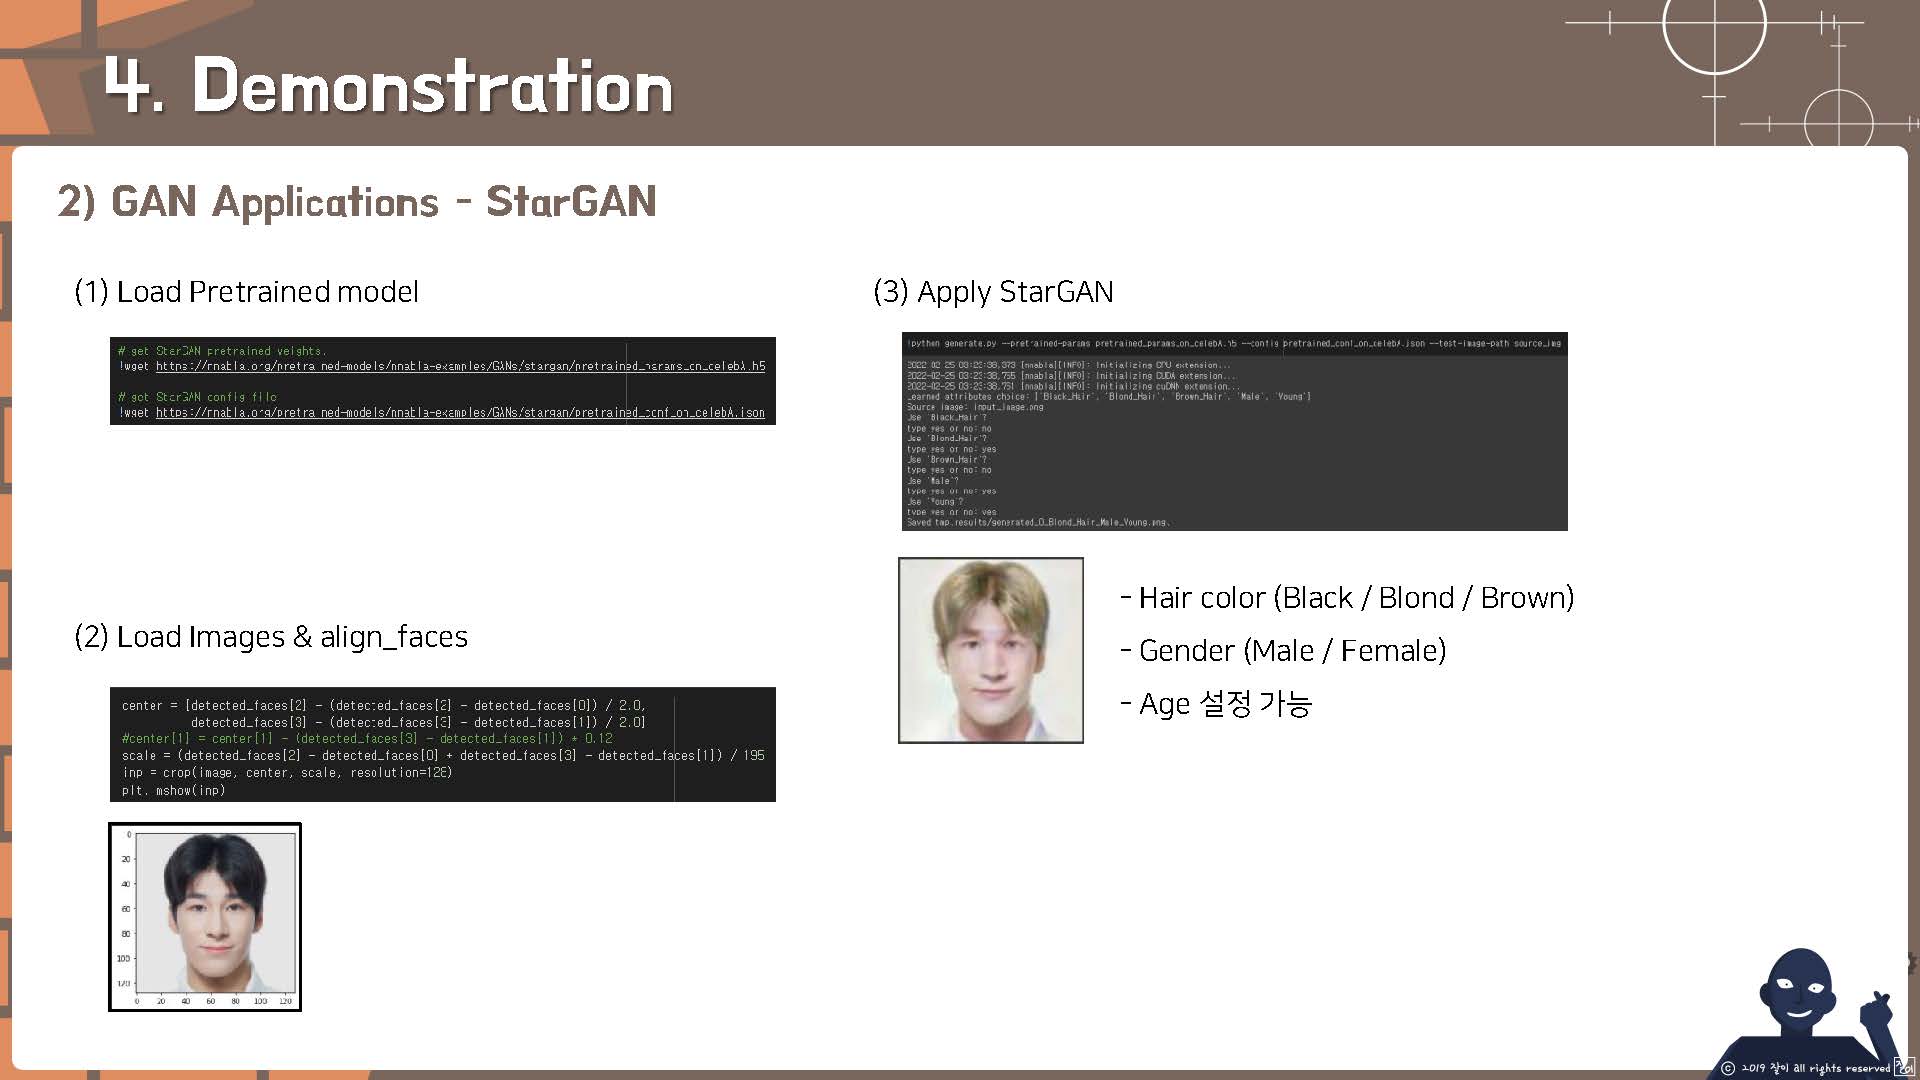 4. Demonstration
2) GAN Applications - StarGAN
(1) Load Pretrained model
# get StarGAN pretrained weights.
!wget https://nnabla.org/pretrained-models/nnabla-examples/GANs/stargan/pretrained_params_on_celebA.h5
# get StarGAN config file
!wget https://nnabla.org/pretrained-models/nnabla-examples/GANs/stargan/pretrained_conf_on_celebA.json
(2) Load Images & align_faces
center = [detected_faces[2] - (detected_faces[2] - detected_faces[0]) / 2.0,
detected_faces[3] - (detected_faces[3] - detected_faces[1]) / 2.0]
#center[1] = center[1] - (detected_faces[3] - detected_faces[1]) * 0.12
scale = (detected_faces[2] - detected_faces[0] + detected_faces[3] - detected_faces[1]) / 195
inp = crop(image, center, scale, resolution=128)
plt.imshow(inp)
0
20
40
60
80
100
120
0 20 40 60 80 100 120
(3) Apply StarGAN
!python generate.py --pretrained-params pretrained_params_on_celebA.h5 --config pretrained_conf_on_celebA.json --test-image-path source_img
2022-02-25 03:23:38,373 [nnabla][INFO]: Initializing CPU extension...
2022-02-25 03:23:38,755 [nnabla][INFO]: Initializing CUDA extension...
2022-02-25 03:23:38,761 [nnabla][INFO]: Initializing cuDNN extension...
Learned attributes choice: ['Black_Hair', 'Blond_Hair', 'Brown_Hair', 'Male', 'Young']
Source image: input_image.png
Use 'Black_Hair'?
type yes or no: no
Use 'Blond_Hair'?
type yes or no: yes
Use 'Brown_Hair'?
type yes or no: no
Use 'Male'?
type yes or no: yes
Use 'Young'?
type yes or no: yes
Saved tmp.results/generated_0_Blond_Hair_Male_Young.png.
- Hair color (Black / Blond / Brown)
- Gender (Male / Female)
- Age 설정 가능
© 2019 잘이 all rights reserved